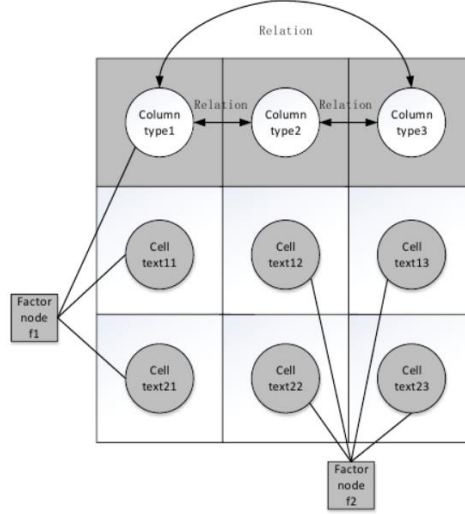 Relation
Relation
Relation
Column
type1
Column
type2
Column
type3
Cell
text11
Cell
text12
Cell
text13
Factor
node
f1
Cell
text21
Cell
text22
Cell
text23
Factor
node
f2